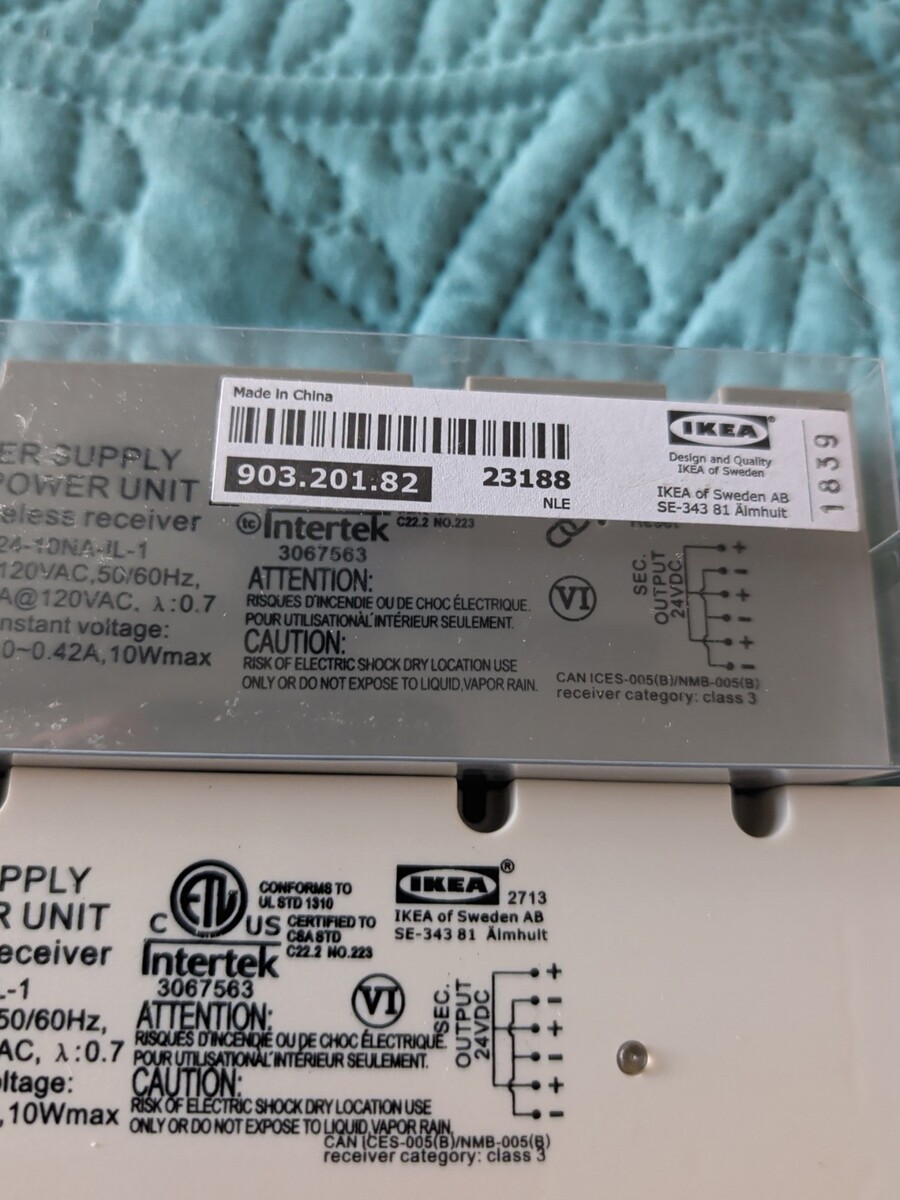 Made in China
903.201.82
23188
NLE
IKEA
Design and Quality
IKEA of Sweden
IKEA of Sweden AB
SE-343 81 Älmhult
1839
ER SUPPLY
POWER UNIT
eless receiver
24-10NA-IL-1
120VAC,50/60Hz,
A@120VAC. λ:0.7
nstant voltage:
0~0.42A,10Wmax
Intertek
C22.2 NO.223
3067563
ATTENTION:
RISQUES D'INCENDIE OU DE CHOC ÉLECTRIQUE.
POUR UTILISATIONÀL'INTÉRIEUR SEULEMENT.
CAUTION:
RISK OF ELECTRIC SHOCK DRY LOCATION USE
ONLY OR DO NOT EXPOSE TO LIQUID,VAPOR RAIN.
VI
SEC.
OUTPUT
24VDC
+
-
+
-
+
-
CAN ICES-005(B)/NMB-005(B)
receiver category: class 3
PPLY
R UNIT
eceiver
L-1
50/60Hz,
AC, λ:0.7
ltage:
,10Wmax
C ETL US
CONFORMS TO
UL STD 1310
CERTIFIED TO
CSA STD
C22.2 NO.223
Intertek
3067563
IKEA ®
2713
IKEA of Sweden AB
SE-343 81 Älmhult
ATTENTION:
RISQUES D'INCENDIE OU DE CHOC ÉLECTRIQUE.
POUR UTILISATIONÀL'INTÉRIEUR SEULEMENT.
CAUTION:
RISK OF ELECTRIC SHOCK DRY LOCATION USE
ONLY OR DO NOT EXPOSE TO LIQUID,VAPOR RAIN.
VI
SEC.
OUTPUT
24VDC
+
-
+
-
+
-
CAN ICES-005(B)/NMB-005(B)
receiver category: class 3